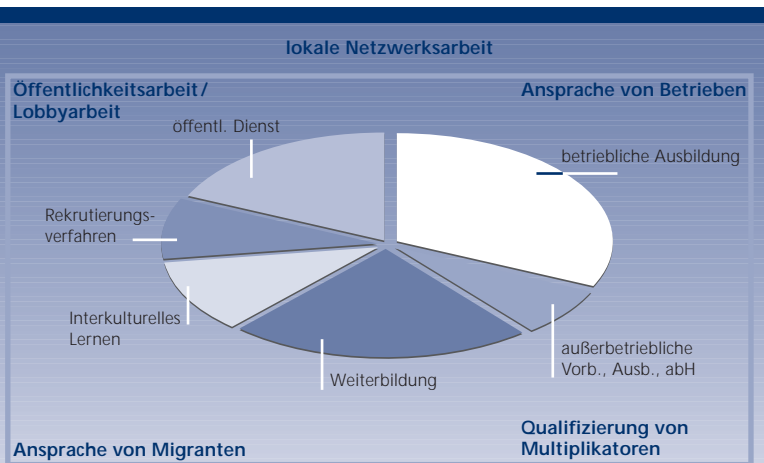 lokale Netzwerksarbeit
Öffentlichkeitsarbeit/
Lobbyarbeit
Ansprache von Betrieben
öffentl. Dienst
betriebliche Ausbildung
Rekrutierungs-
verfahren
Interkulturelles
Lernen
Weiterbildung
außerbetriebliche
Vorb., Ausb., abH
Ansprache von Migranten
Qualifizierung von
Multiplikatoren